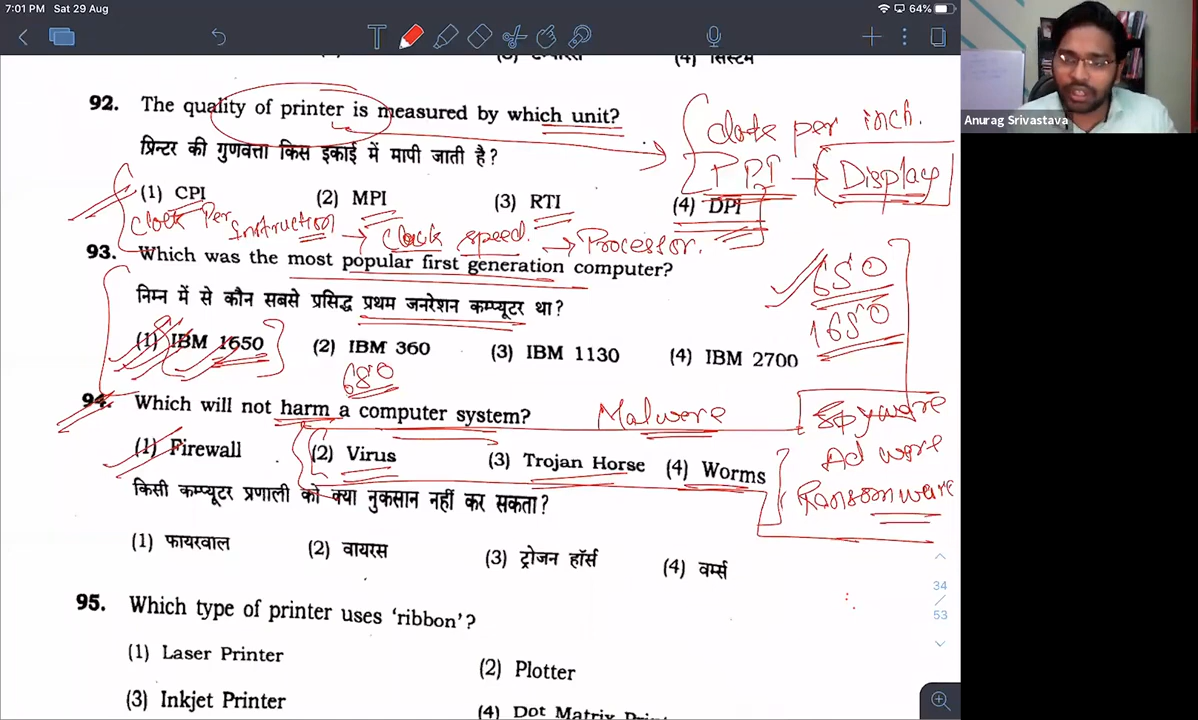 7:01 PM Sat 29 Aug
64%
(4) सिस्टम
92. The quality of printer is measured by which unit?
dots per inch.
प्रिन्टर की गुणवत्ता किस इकाई में मापी जाती है?
PPI → Display
(1) CPI (2) MPI (3) RTI (4) DPI
Clock Per Instruction → Clock speed. → Processor.
93. Which was the most popular first generation computer?
650
निम्न में से कौन सबसे प्रसिद्ध प्रथम जनरेशन कम्प्यूटर था?
1650
(1) IBM 1650 (2) IBM 360 (3) IBM 1130 (4) IBM 2700
680
94. Which will not harm a computer system?
Malware
Spyware
Ad ware
Ransomware
(1) Firewall (2) Virus (3) Trojan Horse (4) Worms
किसी कम्प्यूटर प्रणाली को क्या नुकसान नहीं कर सकता?
(1) फायरवाल (2) वायरस (3) ट्रोजन हॉर्स (4) वर्म्स
34
/
53
95. Which type of printer uses ‘ribbon’?
(1) Laser Printer (2) Plotter
(3) Inkjet Printer (4) Dot Matrix
Anurag Srivastava